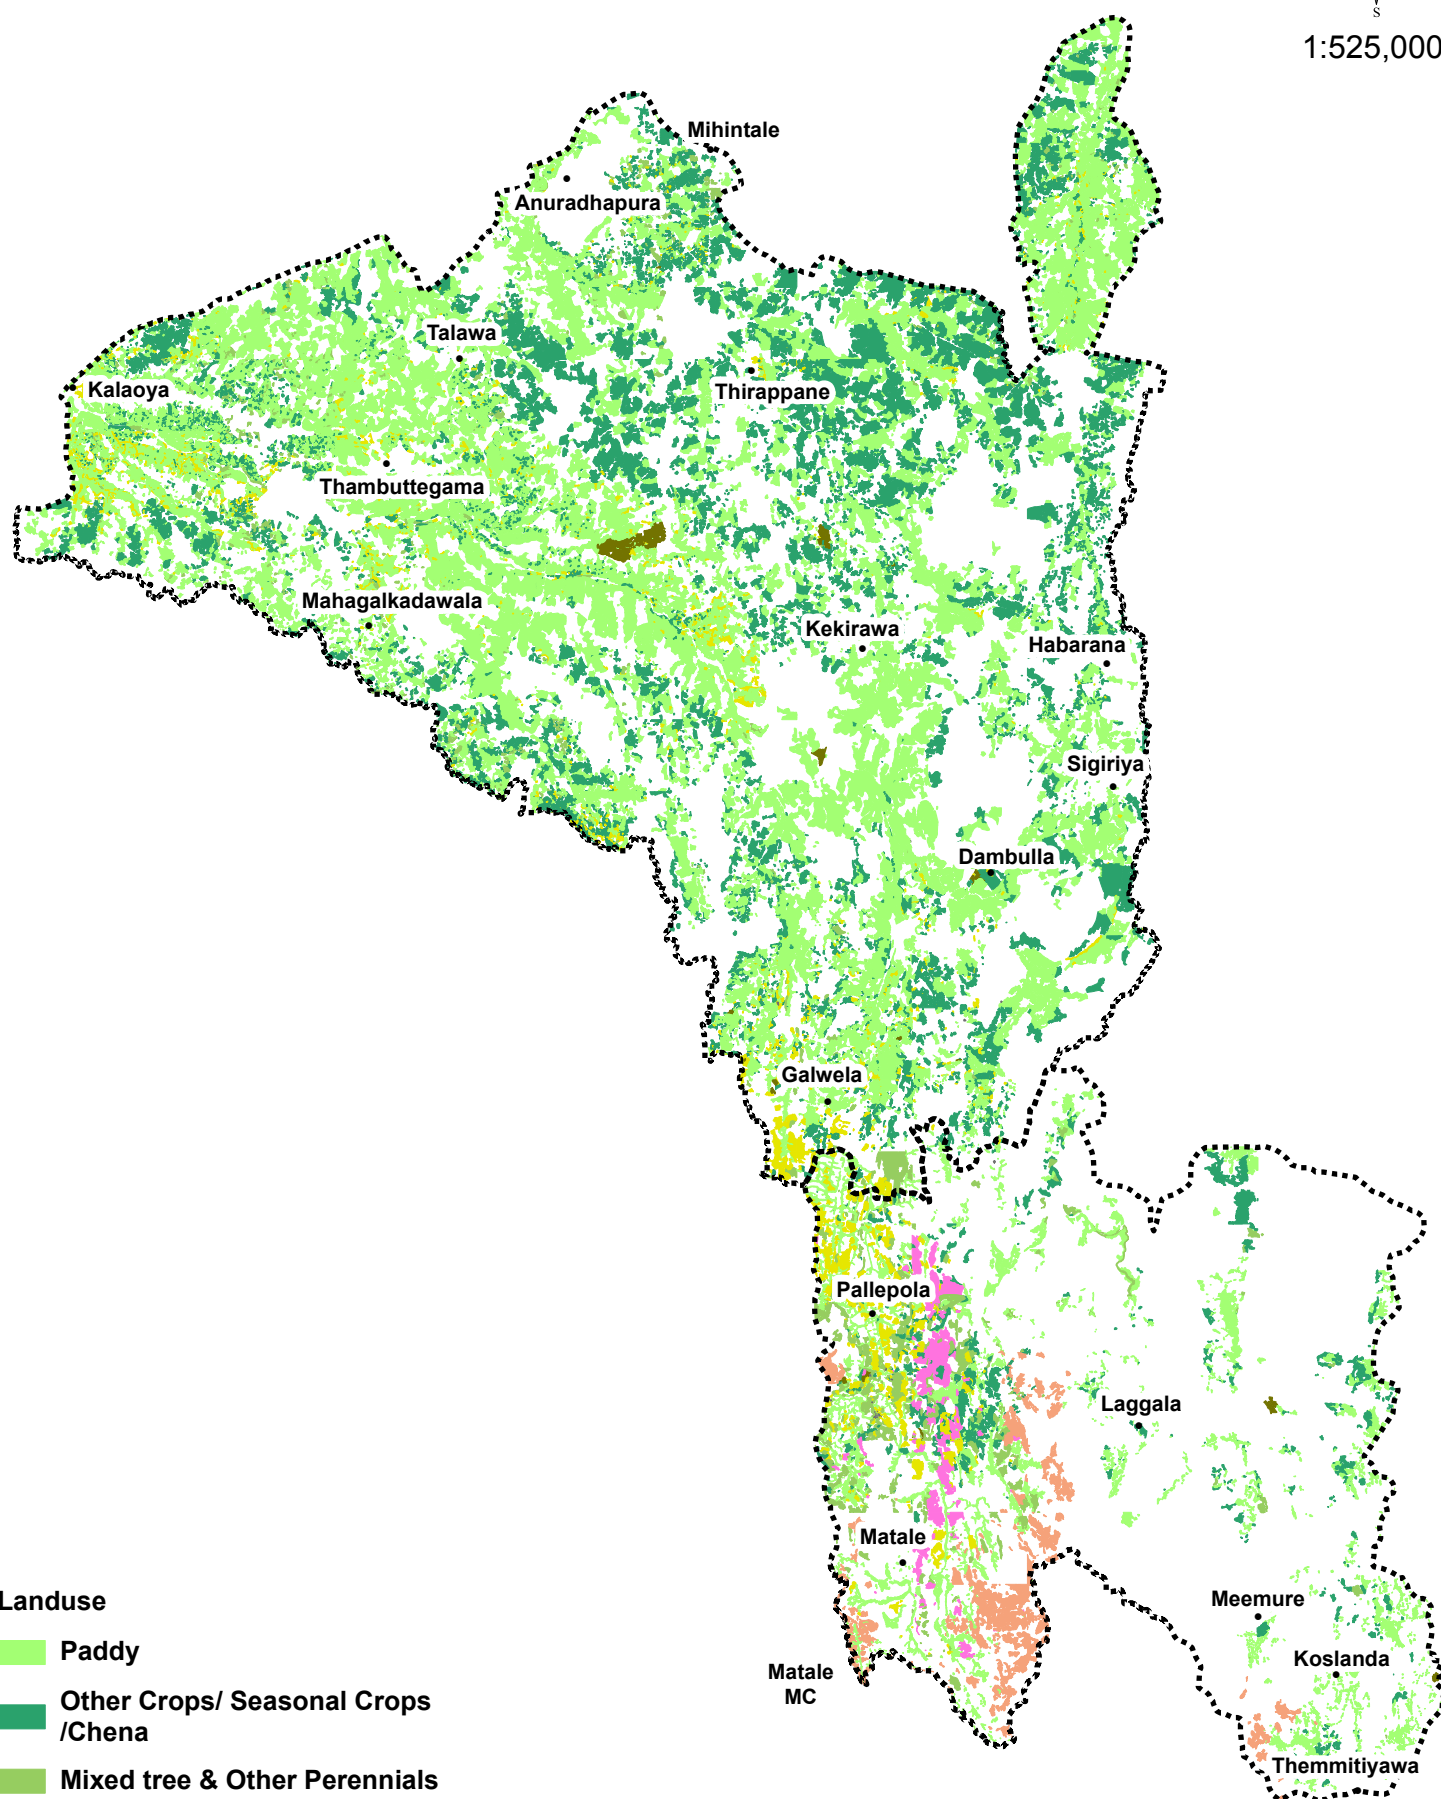 S
1:525,000
Mihintale
Anuradhapura
Talawa
Kalaoya
Thirappane
Thambuttegama
Mahagalkadawala
Kekirawa
Habarana
Sigiriya
Dambulla
Galwela
Pallepola
Laggala
Matale
Meemure
Koslanda
Matale
MC
Themmitiyawa
Landuse
Paddy
Other Crops/ Seasonal Crops
/Chena
Mixed tree & Other Perennials